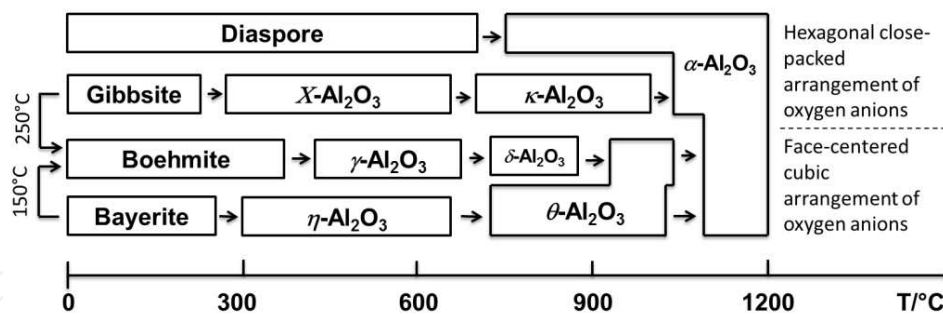 Diaspore
α-Al₂O₃
Hexagonal close-
packed
arrangement of
oxygen anions
250°C
Gibbsite
X-Al₂O₃
κ-Al₂O₃
150°C
Boehmite
γ-Al₂O₃
δ-Al₂O₃
Face-centered
cubic
arrangement of
oxygen anions
Bayerite
η-Al₂O₃
θ-Al₂O₃
0 300 600 900 1200 T/°C